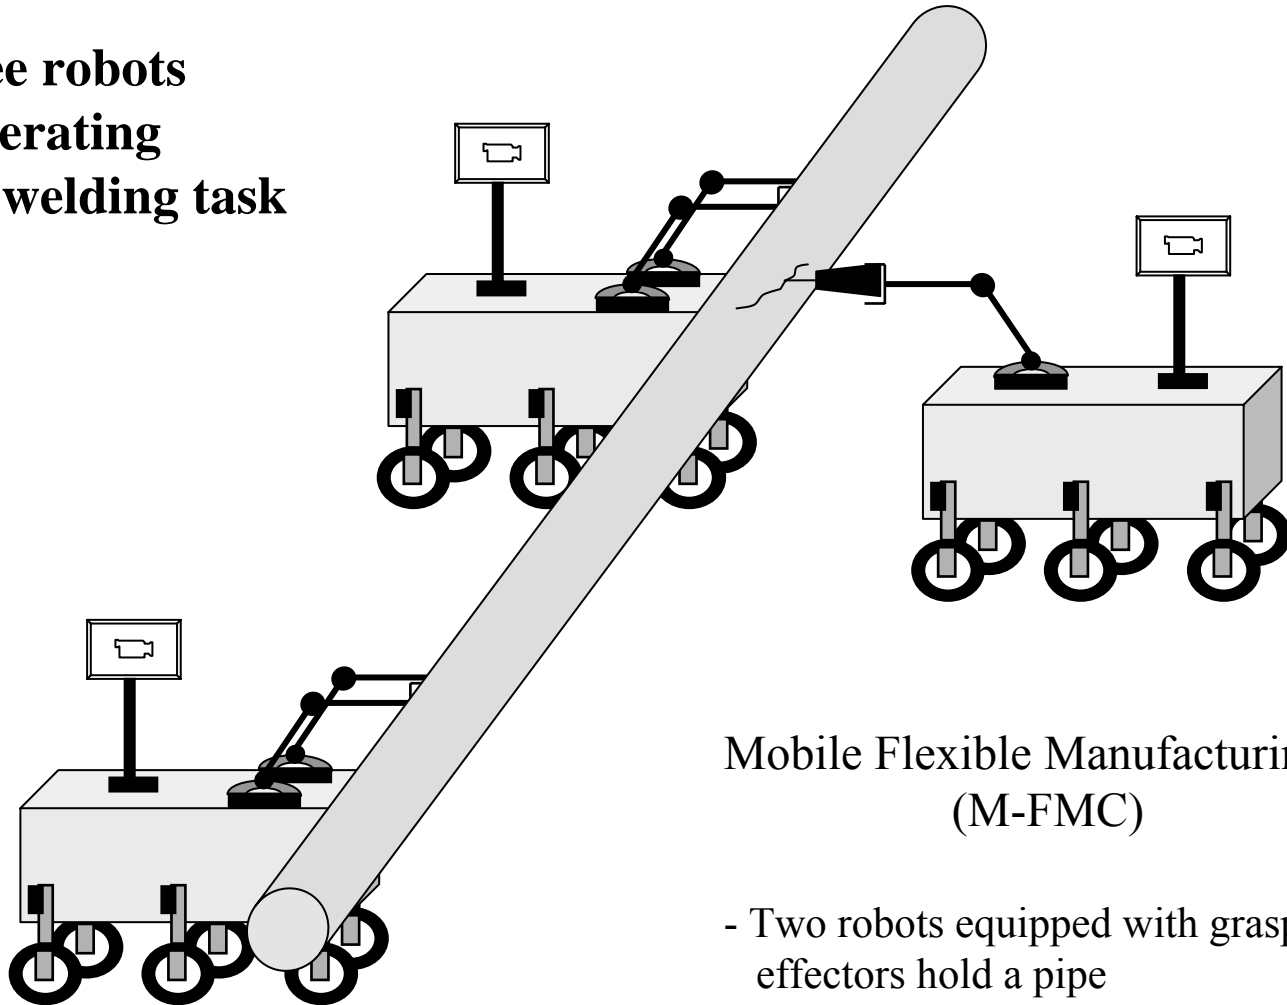 ee robots
erating
welding task
Mobile Flexible Manufacturin
(M-FMC)
- Two robots equipped with grasp
effectors hold a pipe